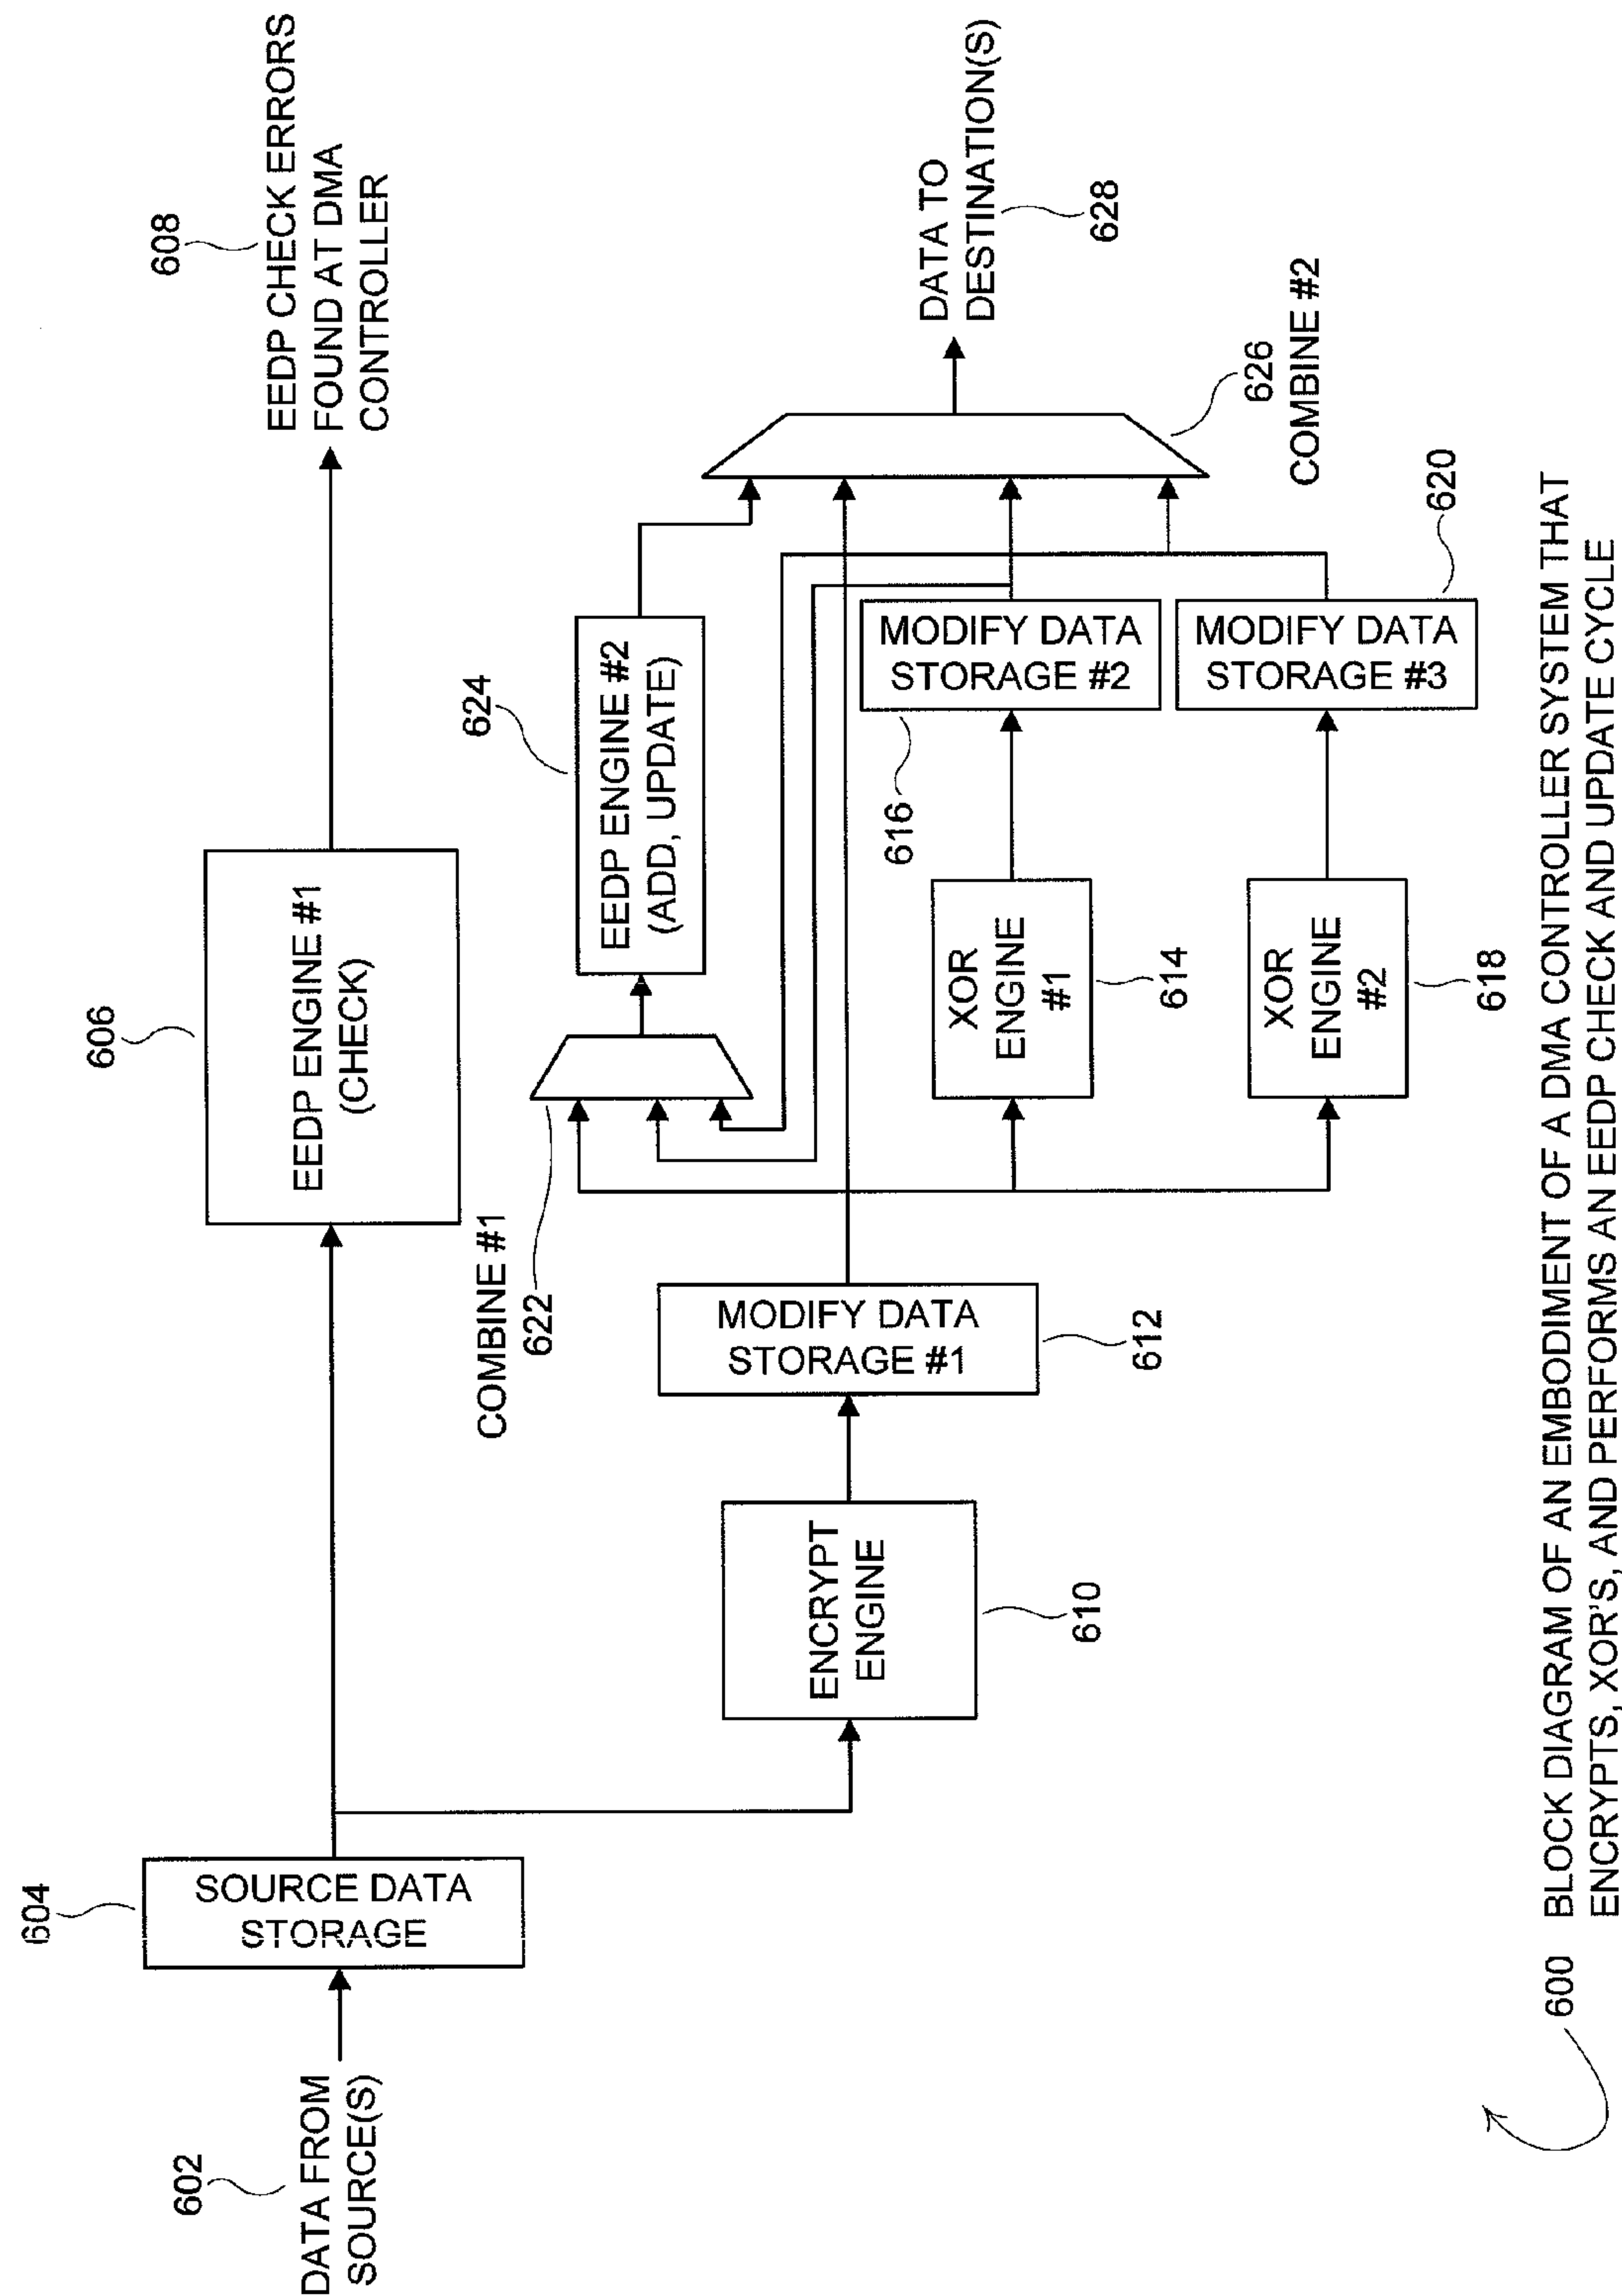 602
DATA FROM
SOURCE(S)
604
SOURCE DATA
STORAGE
606
EEDP ENGINE #1
(CHECK)
608
EEDP CHECK ERRORS
FOUND AT DMA
CONTROLLER
610
ENCRYPT
ENGINE
MODIFY DATA
STORAGE #1
612
COMBINE #1
622
624
EEDP ENGINE #2
(ADD, UPDATE)
XOR
ENGINE
#1
614
616
MODIFY DATA
STORAGE #2
XOR
ENGINE
#2
618
MODIFY DATA
STORAGE #3
620
626
COMBINE #2
DATA TO
DESTINATION(S)
628
600 BLOCK DIAGRAM OF AN EMBODIMENT OF A DMA CONTROLLER SYSTEM THAT
ENCRYPTS, XOR'S, AND PERFORMS AN EEDP CHECK AND UPDATE CYCLE